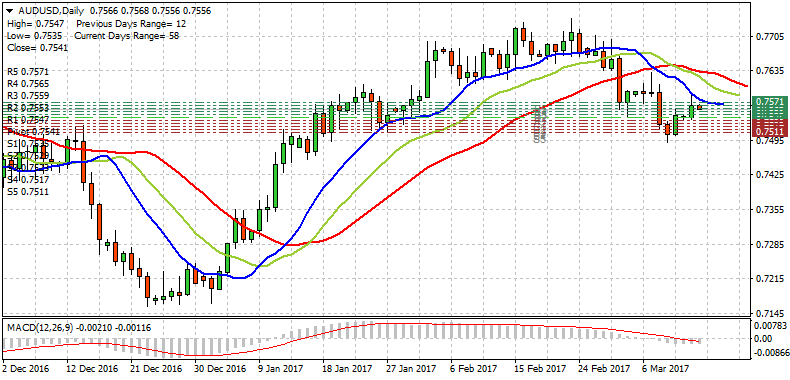 AUDUSD,Daily 0.7566 0.7568 0.7556 0.7556
High= 0.7547 Previous Days Range= 12
Low= 0.7535 Current Days Range= 58
Close= 0.7541
R5 0.7571
R4 0.7565
R3 0.7559
R2 0.7553
R1 0.7547
Pivot 0.7541
S1
S2
S4 0.7517
S5 0.7511
0.7705
0.7635
0.7571
0.7511
0.7495
0.7425
0.7355
0.7285
0.7215
0.7145
MACD(12,26,9) -0.00210 -0.00116
0.00783
0.00
-0.00866
2 Dec 2016 12 Dec 2016 21 Dec 2016 30 Dec 2016 9 Jan 2017 18 Jan 2017 27 Jan 2017 6 Feb 2017 15 Feb 2017 24 Feb 2017 6 Mar 2017